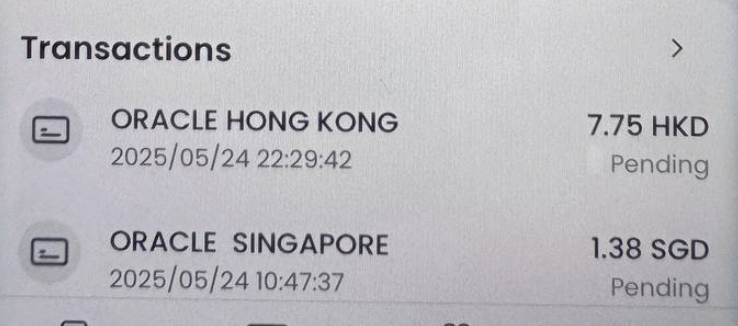 Transactions
ORACLE HONG KONG
7.75 HKD
2025/05/24 22:29:42
Pending
ORACLE SINGAPORE
1.38 SGD
2025/05/24 10:47:37
Pending